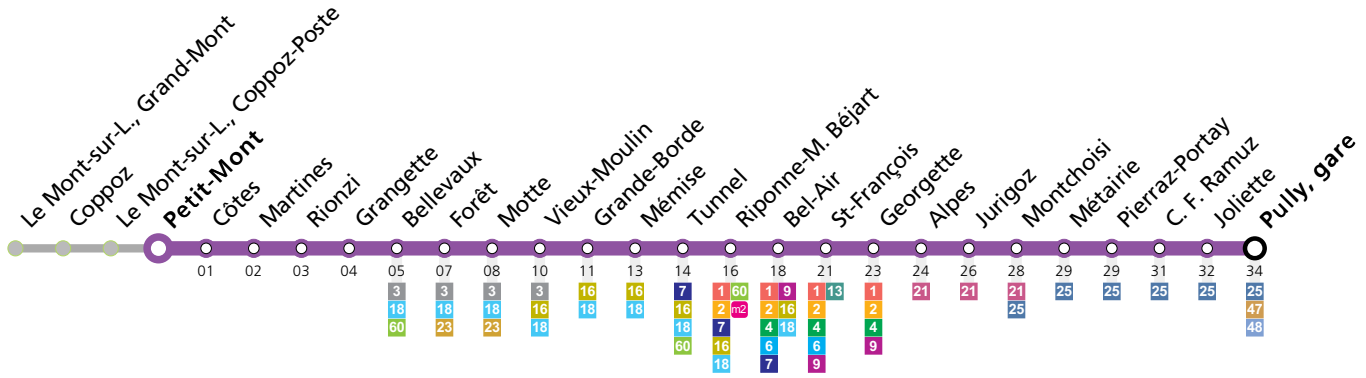 Le Mont-sur-L., Grand-Mont
Coppoz
Le Mont-sur-L., Coppoz-Poste
Petit-Mont
Côtes
Martines
Rionzi
Grangette
Bellevaux
Forêt
Motte
Vieux-Moulin
Grande-Borde
Mémise
Tunnel
Riponne-M. Béjart
Bel-Air
St-François
Georgette
Alpes
Jurigoz
Montchoisi
Métairie
Pierraz-Portay
C. F. Ramuz
Joliette
Pully, gare
01 02 03 04 05 07 08 10 11 13 14 16 18 21 23 24 26 28 29 29 31 32 34
3 3 3 3 16 16 7 1 60 1 9 1 13 1 21 21 21 25 25 25 25 25
18 18 18 16 18 18 16 2 m2 2 16 2 2 25 47
60 23 23 18 18 7 4 18 4 4 48
60 16 6 6 9
18 7 9